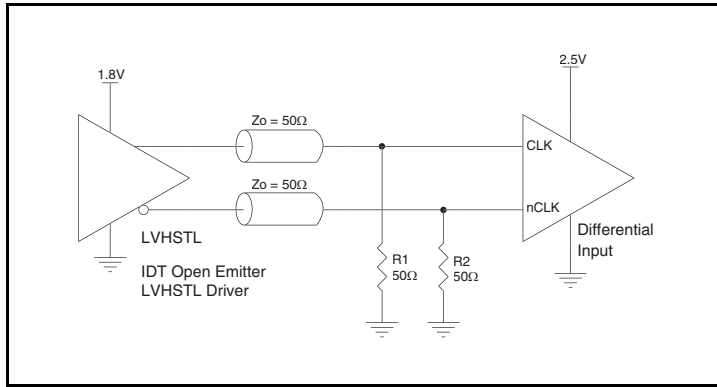 1.8V
2.5V
Zo = 50Ω
CLK
Zo = 50Ω
nCLK
LVHSTL
IDT Open Emitter
LVHSTL Driver
R1
50Ω
R2
50Ω
Differential
Input